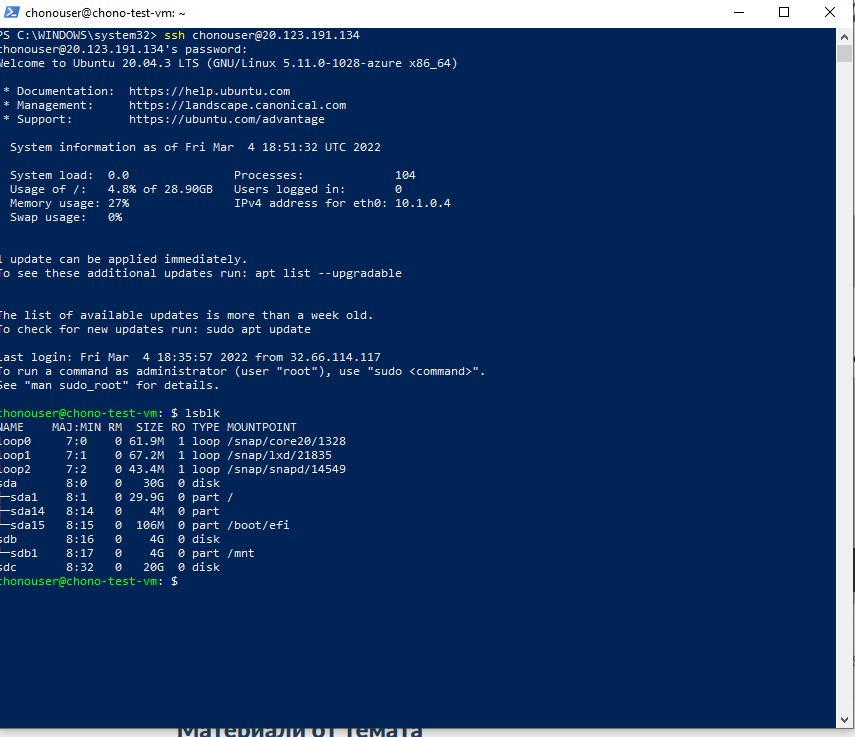 chonouser@chono-test-vm: ~
PS C:\WINDOWS\system32> ssh chonouser@20.123.191.134
chonouser@20.123.191.134's password:
Welcome to Ubuntu 20.04.3 LTS (GNU/Linux 5.11.0-1028-azure x86_64)
* Documentation:  https://help.ubuntu.com
* Management:     https://landscape.canonical.com
* Support:        https://ubuntu.com/advantage
System information as of Fri Mar  4 18:51:32 UTC 2022
System load:  0.0               Processes:             104
Usage of /:   4.8% of 28.90GB   Users logged in:       0
Memory usage: 27%               IPv4 address for eth0: 10.1.0.4
Swap usage:   0%
1 update can be applied immediately.
To see these additional updates run: apt list --upgradable
The list of available updates is more than a week old.
To check for new updates run: sudo apt update
Last login: Fri Mar  4 18:35:57 2022 from 32.66.114.117
To run a command as administrator (user "root"), use "sudo <command>".
See "man sudo_root" for details.
chonouser@chono-test-vm: $ lsblk
NAME    MAJ:MIN RM  SIZE RO TYPE MOUNTPOINT
loop0     7:0    0 61.9M  1 loop /snap/core20/1328
loop1     7:1    0 67.2M  1 loop /snap/lxd/21835
loop2     7:2    0 43.4M  1 loop /snap/snapd/14549
sda       8:0    0   30G  0 disk
├─sda1    8:1    0 29.9G  0 part /
├─sda14   8:14   0    4M  0 part
└─sda15   8:15   0  106M  0 part /boot/efi
sdb       8:16   0    4G  0 disk
└─sdb1    8:17   0    4G  0 part /mnt
sdc       8:32   0   20G  0 disk
chonouser@chono-test-vm: $
Материали от темата